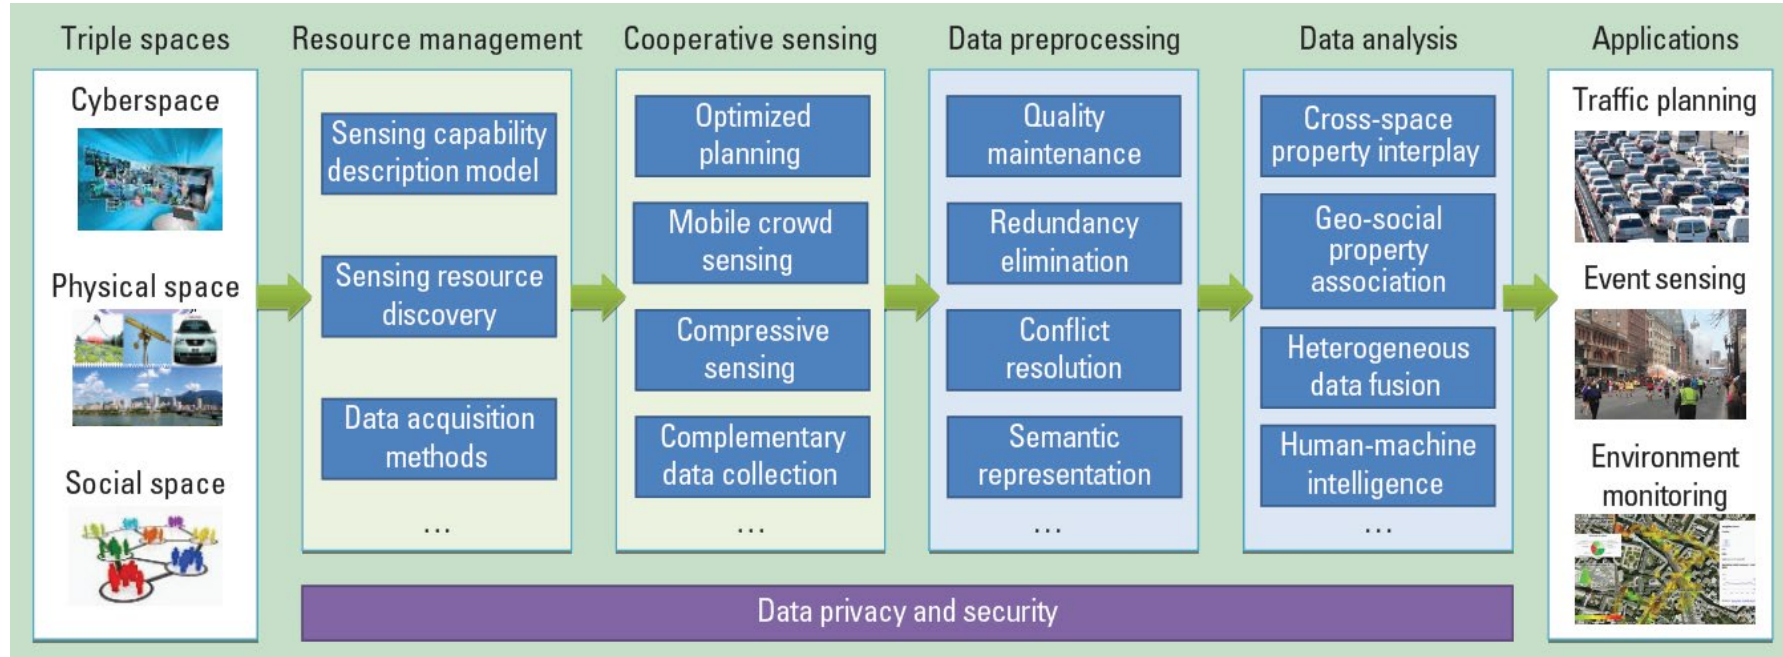 Triple spaces
Cyberspace
Physical space
Social space
Resource management
Sensing capability
description model
Sensing resource
discovery
Data acquisition
methods
…
Cooperative sensing
Optimized
planning
Mobile crowd
sensing
Compressive
sensing
Complementary
data collection
…
Data preprocessing
Quality
maintenance
Redundancy
elimination
Conflict
resolution
Semantic
representation
…
Data analysis
Cross-space
property interplay
Geo-social
property
association
Heterogeneous
data fusion
Human-machine
intelligence
…
Applications
Traffic planning
Event sensing
Environment
monitoring
Data privacy and security